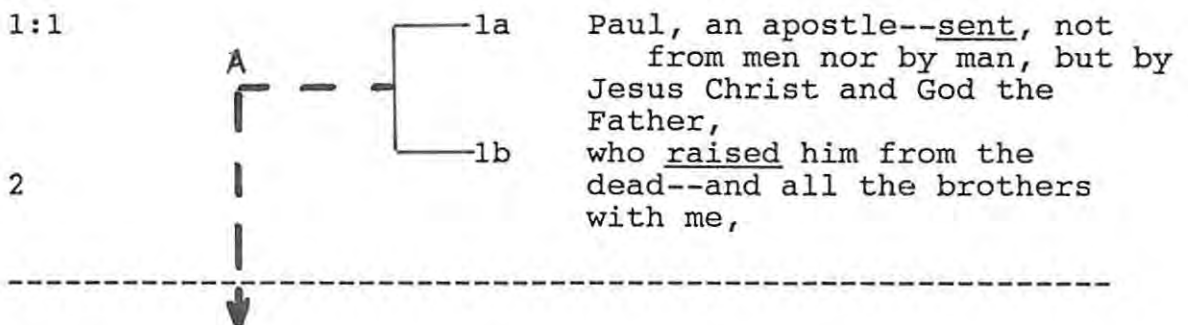 1:1 1a Paul, an apostle--sent, not
A from men nor by man, but by
Jesus Christ and God the
Father,
1b who raised him from the
2 dead--and all the brothers
with me,